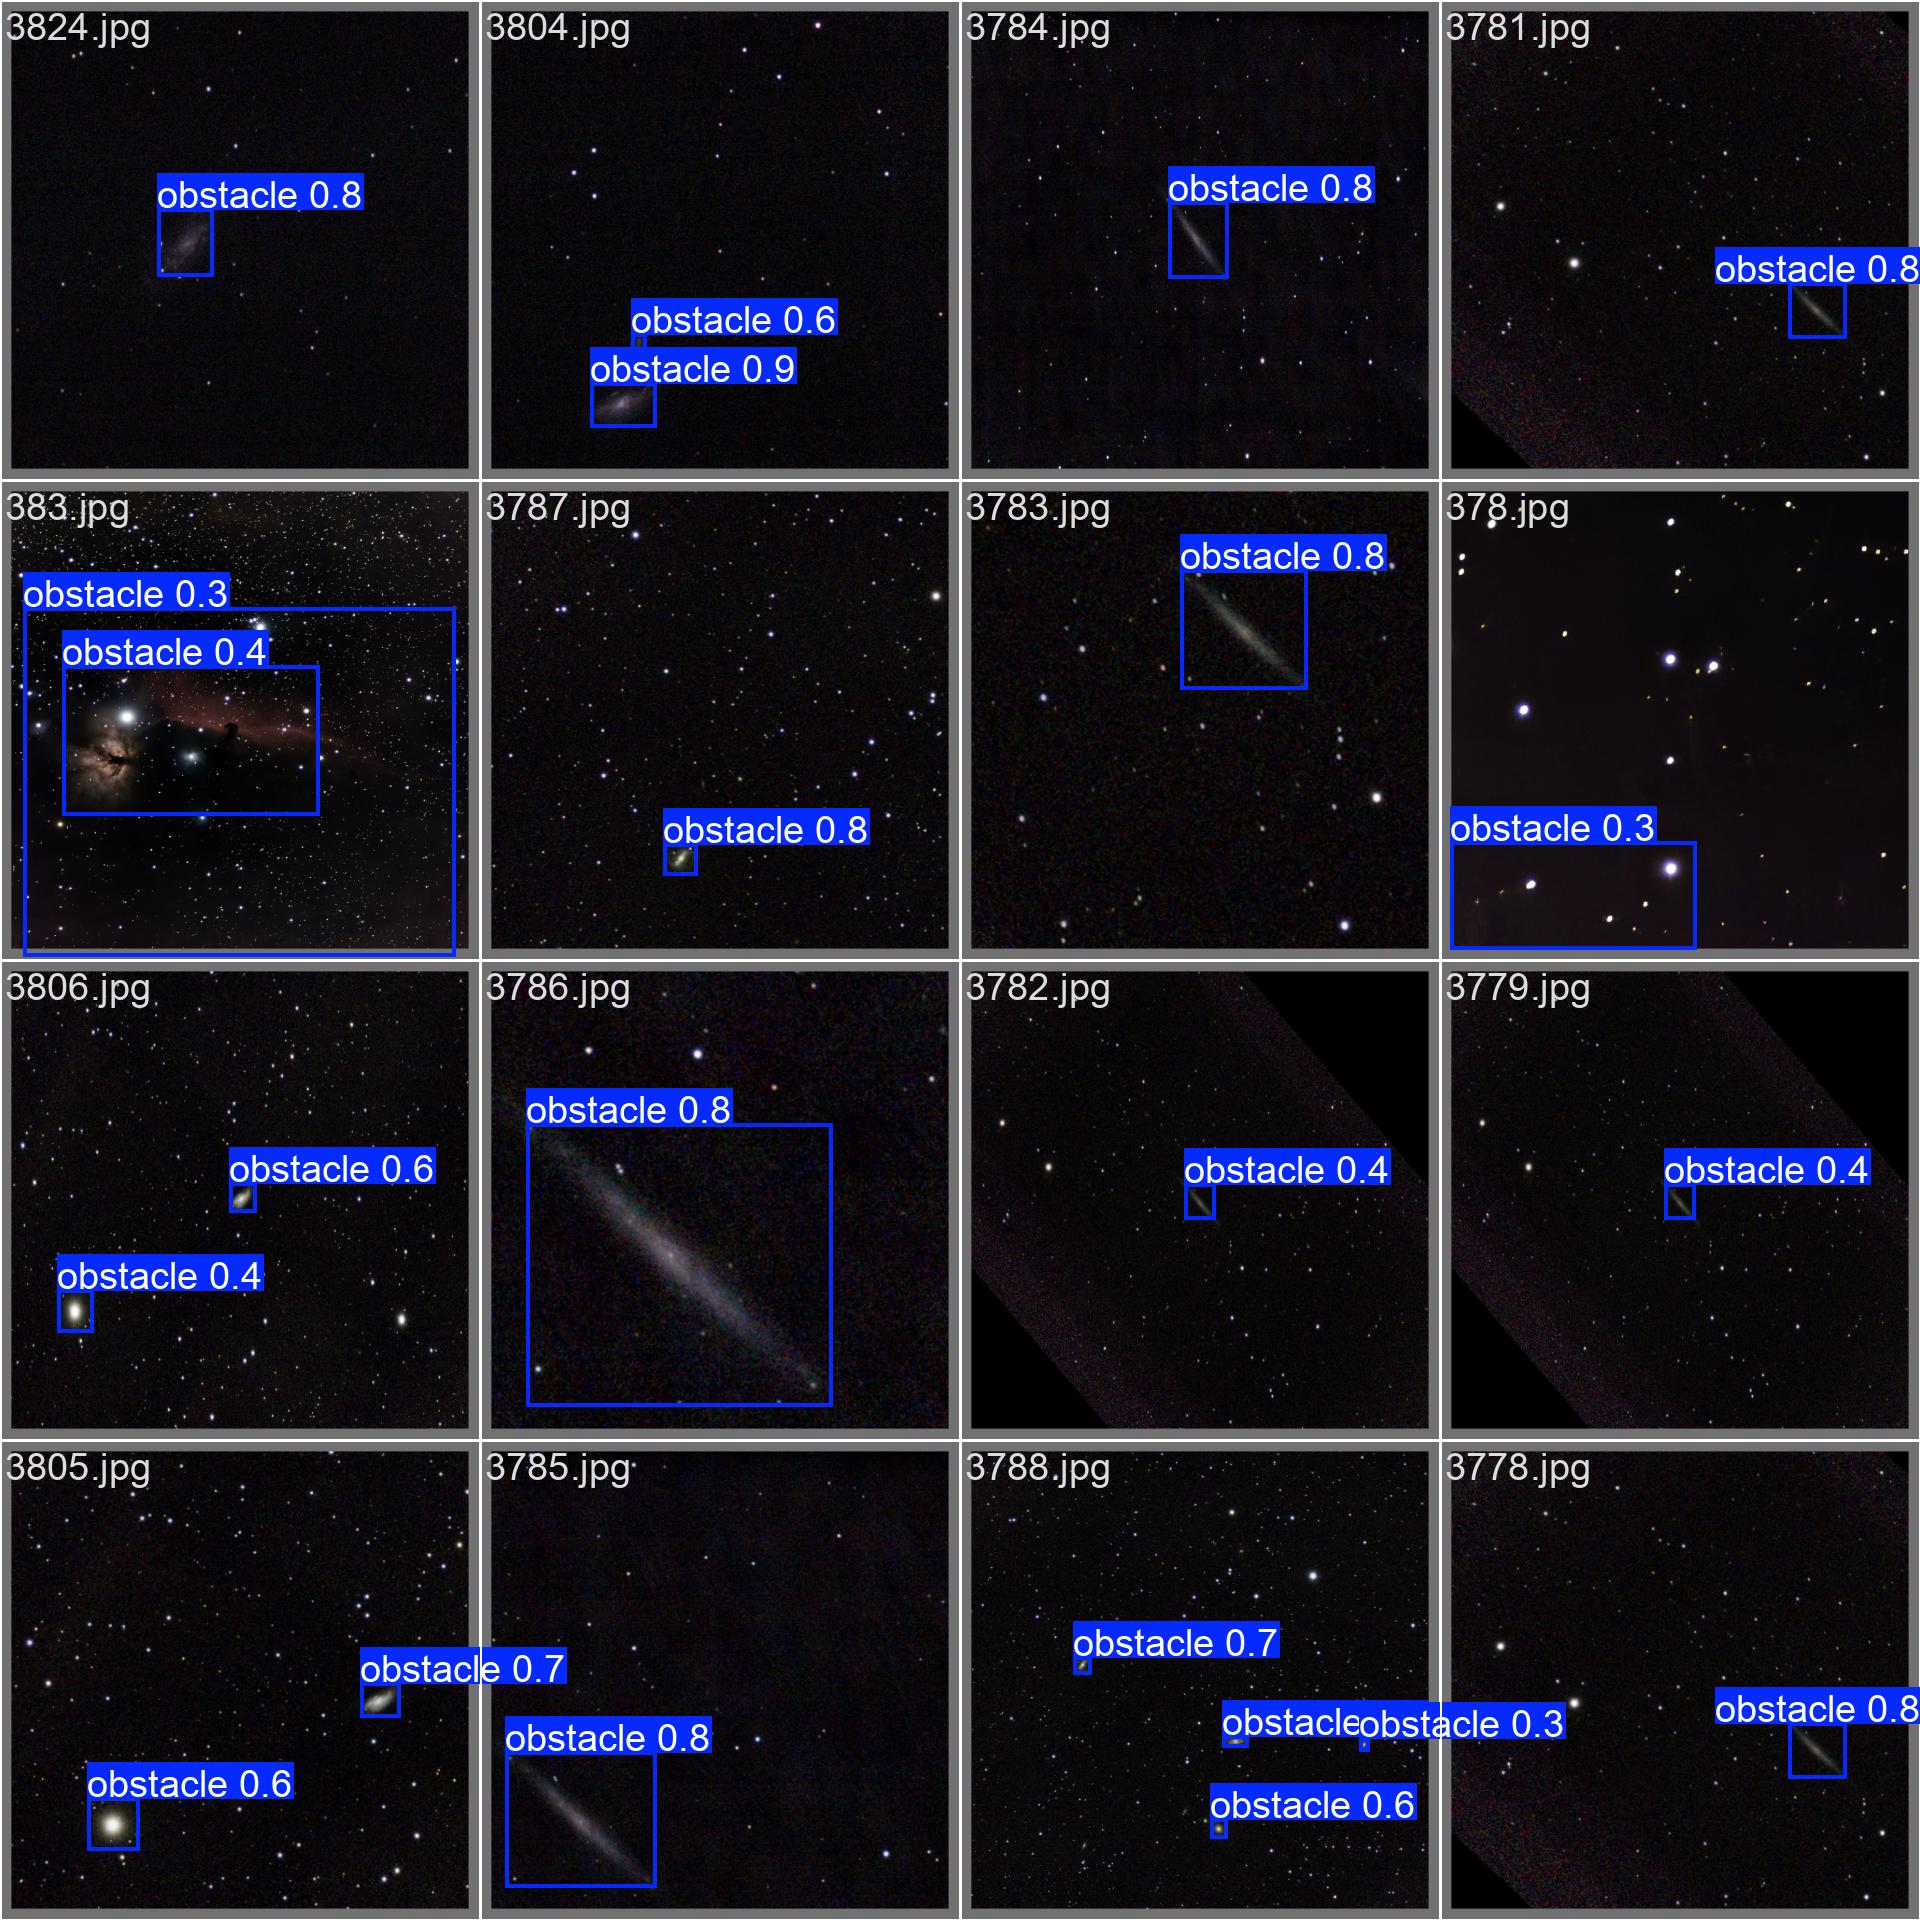 3824.jpg
obstacle 0.8
3804.jpg
obstacle 0.6
obstacle 0.9
3784.jpg
obstacle 0.8
3781.jpg
obstacle 0.8
383.jpg
obstacle 0.3
obstacle 0.4
3787.jpg
obstacle 0.8
3783.jpg
obstacle 0.8
378.jpg
obstacle 0.3
3806.jpg
obstacle 0.6
obstacle 0.4
3786.jpg
obstacle 0.8
3782.jpg
obstacle 0.4
3779.jpg
obstacle 0.4
3805.jpg
obstacle 0.7
obstacle 0.6
3785.jpg
obstacle 0.8
3788.jpg
obstacle 0.7
obstacle
obstacle 0.3
obstacle 0.6
3778.jpg
obstacle 0.8